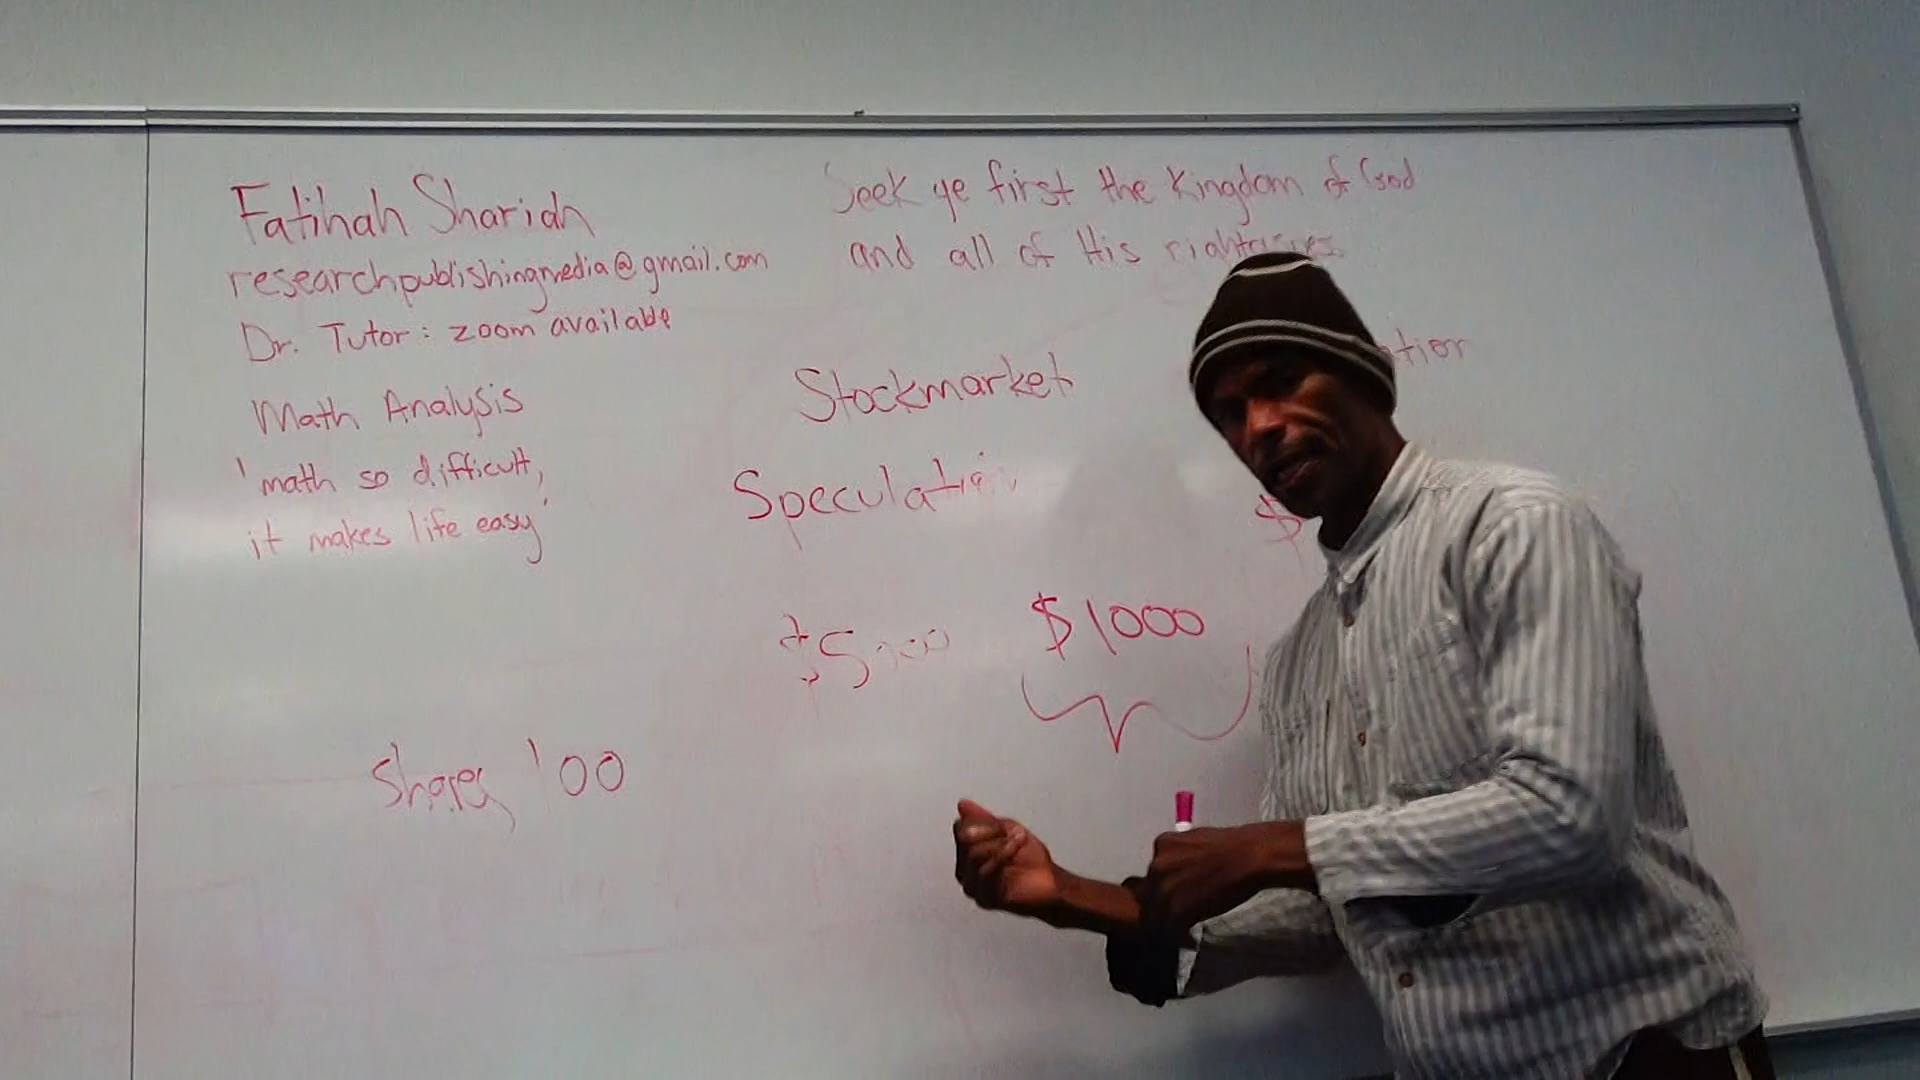 Fatihah Shariah
researchpublishingmedia@gmail.com
Dr. Tutor: zoom available
Math Analysis
'math so difficult,
it makes life easy'
Seek ye first the Kingdom of God
and all of His
Stockmarket
Speculation
$
$5000
$1000
Shares 100